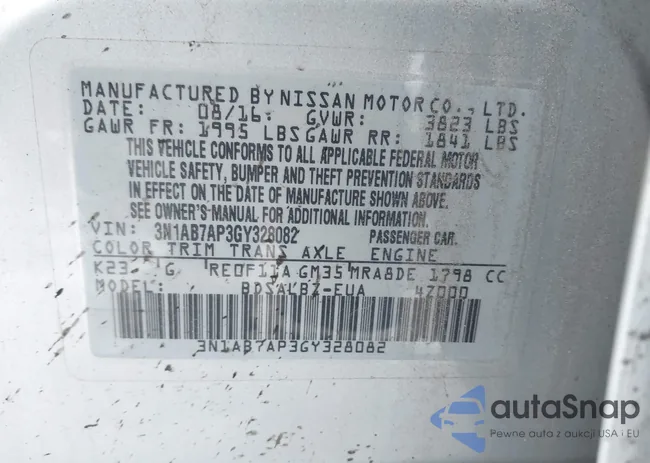 MANUFACTURED BY NISSAN MOTOR CO., LTD.
DATE: 08/16 GVWR: 3823 LBS
GAWR FR: 1995 LBS GAWR RR: 1841 LBS
THIS VEHICLE CONFORMS TO ALL APPLICABLE FEDERAL MOTOR
VEHICLE SAFETY, BUMPER AND THEFT PREVENTION STANDARDS
IN EFFECT ON THE DATE OF MANUFACTURE SHOWN ABOVE.
SEE OWNER'S MANUAL FOR ADDITIONAL INFORMATION.
VIN: 3N1AB7AP3GY328082 PASSENGER CAR
COLOR TRIM TRANS AXLE ENGINE
K23 G RE0F11A GM35 MRA8DE 1798 CC
MODEL: BDSALBZ-EUA 4Z000
3N1AB7AP3GY328082
autaSnap
Pewne auta z aukcji USA i EU